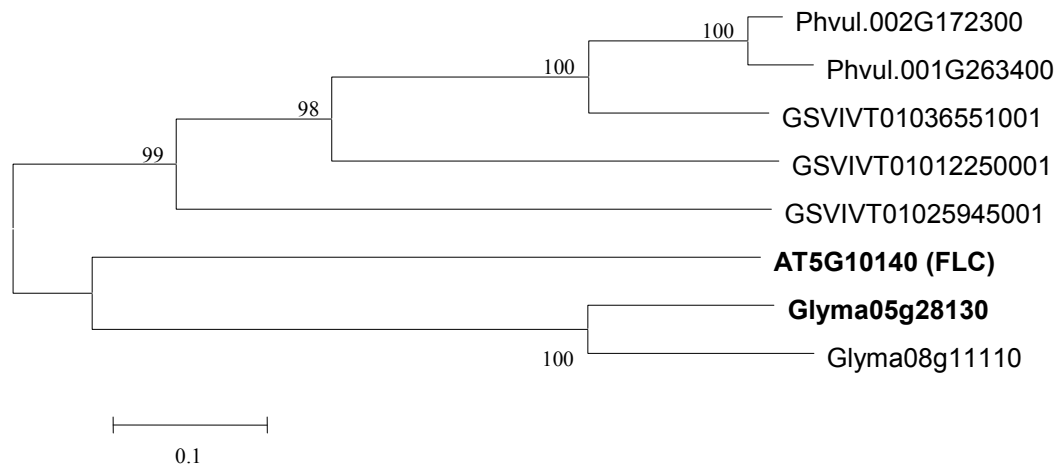 Phvul.002G172300
100
Phvul.001G263400
100
GSVIVT01036551001
98
GSVIVT01012250001
99
GSVIVT01025945001
AT5G10140 (FLC)
Glyma05g28130
100
Glyma08g11110
0.1